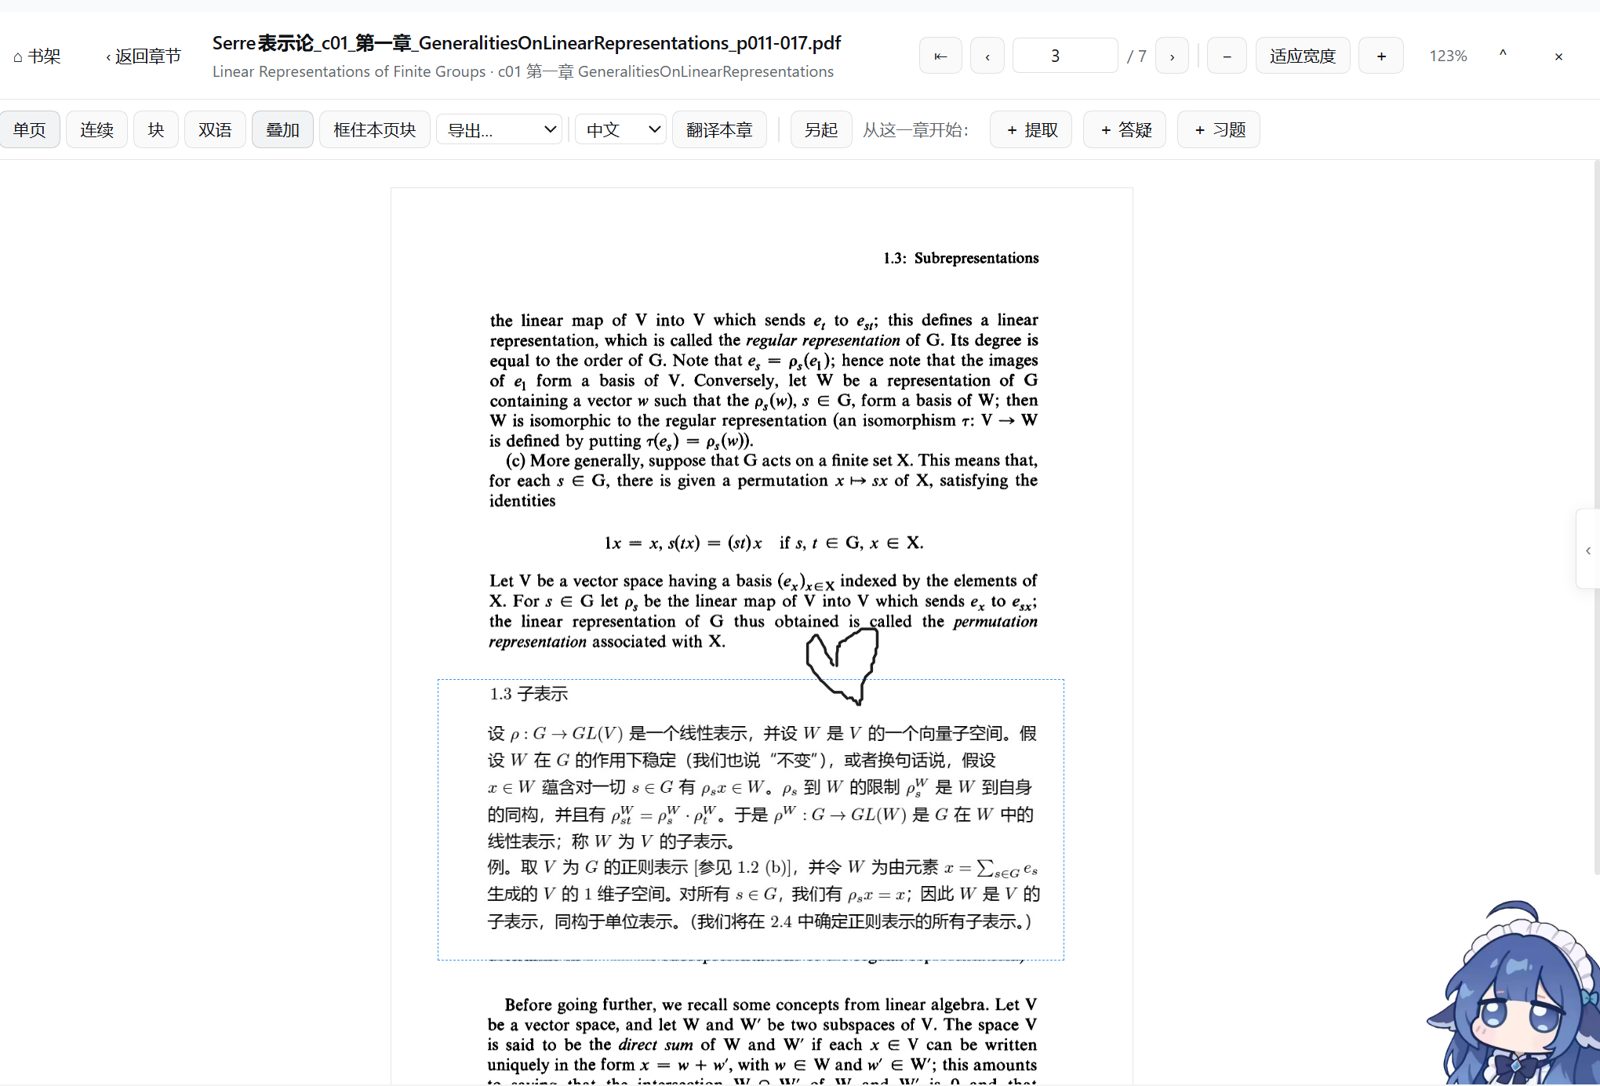 ⌂ 书架
‹ 返回章节
Serre表示论_c01_第一章_GeneralitiesOnLinearRepresentations_p011-017.pdf
Linear Representations of Finite Groups · c01 第一章 GeneralitiesOnLinearRepresentations
⇤ ‹ 3 / 7 › − 适应宽度 + 123% ^ ×
单页 连续 块 双语 叠加 框住本页块 导出... 中文 翻译本章 另起 从这一章开始: + 提取 + 答疑 + 习题
1.3: Subrepresentations
the linear map of V into V which sends eₜ to eₛₜ; this defines a linear
representation, which is called the regular representation of G. Its degree is
equal to the order of G. Note that eₛ = ρₛ(e₁); hence note that the images
of e₁ form a basis of V. Conversely, let W be a representation of G
containing a vector w such that the ρₛ(w), s ∈ G, form a basis of W; then
W is isomorphic to the regular representation (an isomorphism τ: V → W
is defined by putting τ(eₛ) = ρₛ(w)).
(c) More generally, suppose that G acts on a finite set X. This means that,
for each s ∈ G, there is given a permutation x ↦ sx of X, satisfying the
identities
1x = x, s(tx) = (st)x if s, t ∈ G, x ∈ X.
Let V be a vector space having a basis (eₓ)ₓ∈X indexed by the elements of
X. For s ∈ G let ρₛ be the linear map of V into V which sends eₓ to eₛₓ;
the linear representation of G thus obtained is called the permutation
representation associated with X.
1.3 子表示
设 ρ : G → GL(V) 是一个线性表示，并设 W 是 V 的一个向量子空间。假
设 W 在 G 的作用下稳定（我们也说“不变”），或者换句话说，假设
x ∈ W 蕴含对一切 s ∈ G 有 ρₛx ∈ W。ρₛ 到 W 的限制 ρₛᵂ 是 W 到自身
的同构，并且有 ρₛₜᵂ = ρₛᵂ · ρₜᵂ。于是 ρᵂ : G → GL(W) 是 G 在 W 中的
线性表示；称 W 为 V 的子表示。
例。取 V 为 G 的正则表示 [参见 1.2 (b)]，并令 W 为由元素 x = ∑ₛ∈G eₛ
生成的 V 的 1 维子空间。对所有 s ∈ G，我们有 ρₛx = x；因此 W 是 V 的
子表示，同构于单位表示。（我们将在 2.4 中确定正则表示的所有子表示。）
Before going further, we recall some concepts from linear algebra. Let V
be a vector space, and let W and W′ be two subspaces of V. The space V
is said to be the direct sum of W and W′ if each x ∈ V can be written
uniquely in the form x = w + w′, with w ∈ W and w′ ∈ W′; this amounts